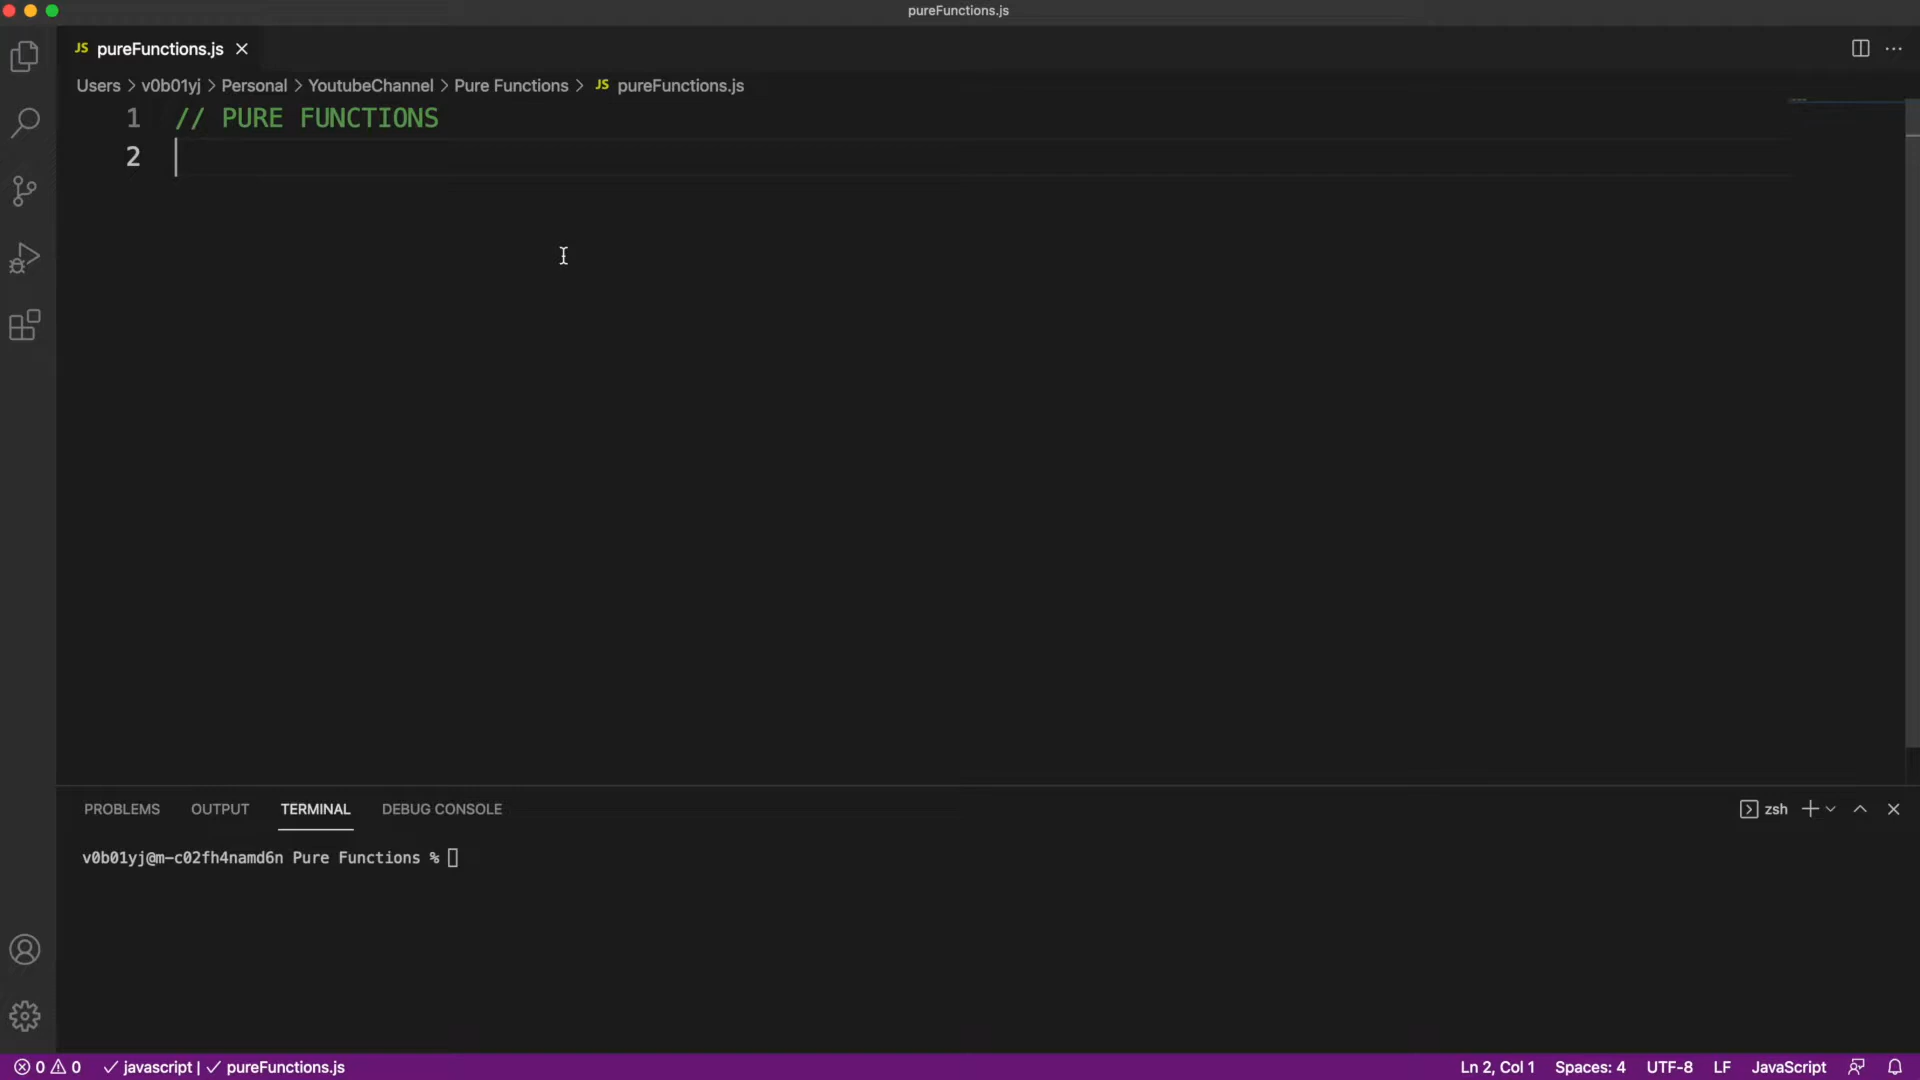 pureFunctions.js
JS pureFunctions.js
Users > v0b01yj > Personal > YoutubeChannel > Pure Functions > JS pureFunctions.js
1 // PURE FUNCTIONS
2
PROBLEMS OUTPUT TERMINAL DEBUG CONSOLE zsh
v0b01yj@m-c02fh4namd6n Pure Functions %
0 0 javascript | pureFunctions.js Ln 2, Col 1 Spaces: 4 UTF-8 LF JavaScript